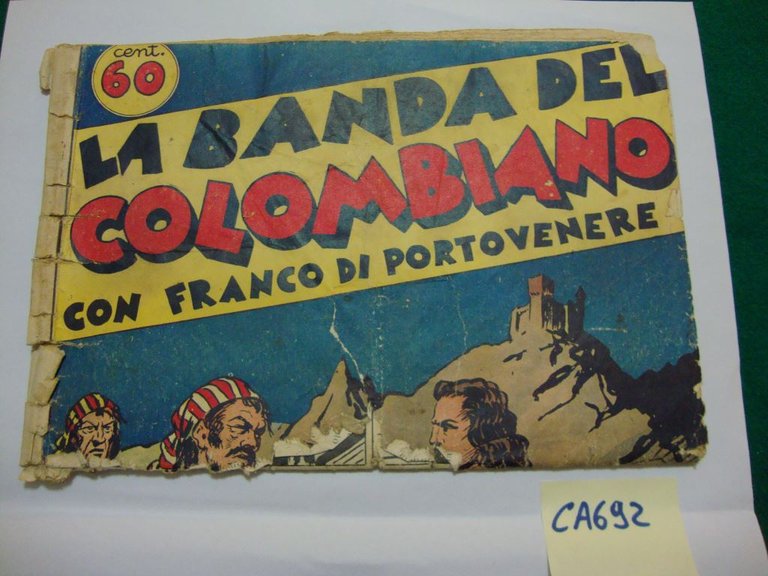 cent.
60
LA BANDA DEL
COLOMBIANO
CON FRANCO DI PORTOVENERE
CA692